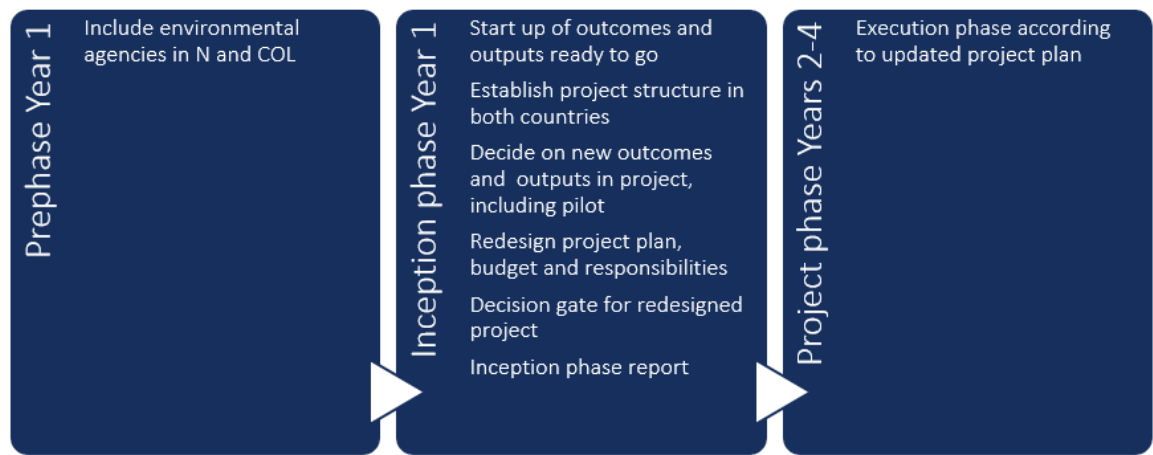 Prephase Year 1
Include environmental
agencies in N and COL
Inception phase Year 1
Start up of outcomes and
outputs ready to go
Establish project structure in
both countries
Decide on new outcomes
and  outputs in project,
including pilot
Redesign project plan,
budget and responsibilities
Decision gate for redesigned
project
Inception phase report
Project phase Years 2-4
Execution phase according
to updated project plan